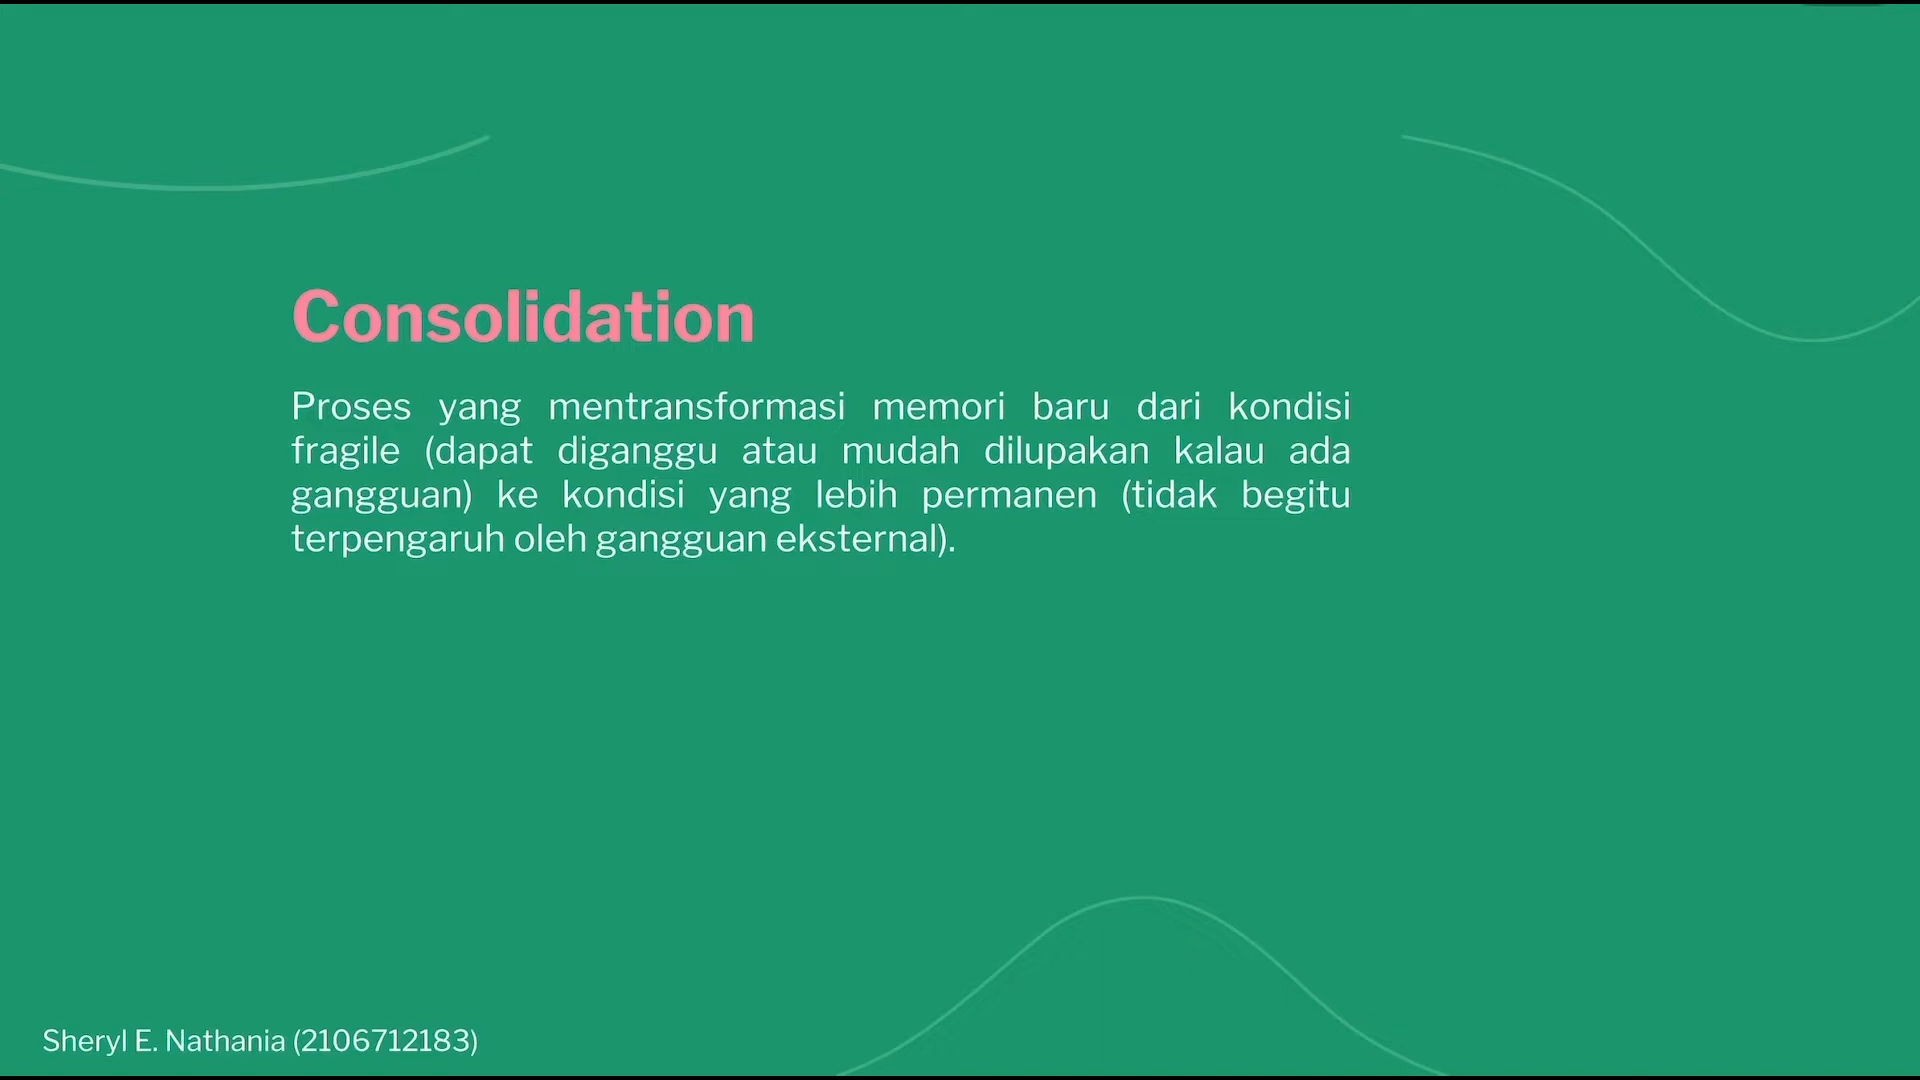 Consolidation
Proses yang mentransformasi memori baru dari kondisi
fragile (dapat diganggu atau mudah dilupakan kalau ada
gangguan) ke kondisi yang lebih permanen (tidak begitu
terpengaruh oleh gangguan eksternal).
Sheryl E. Nathania (2106712183)